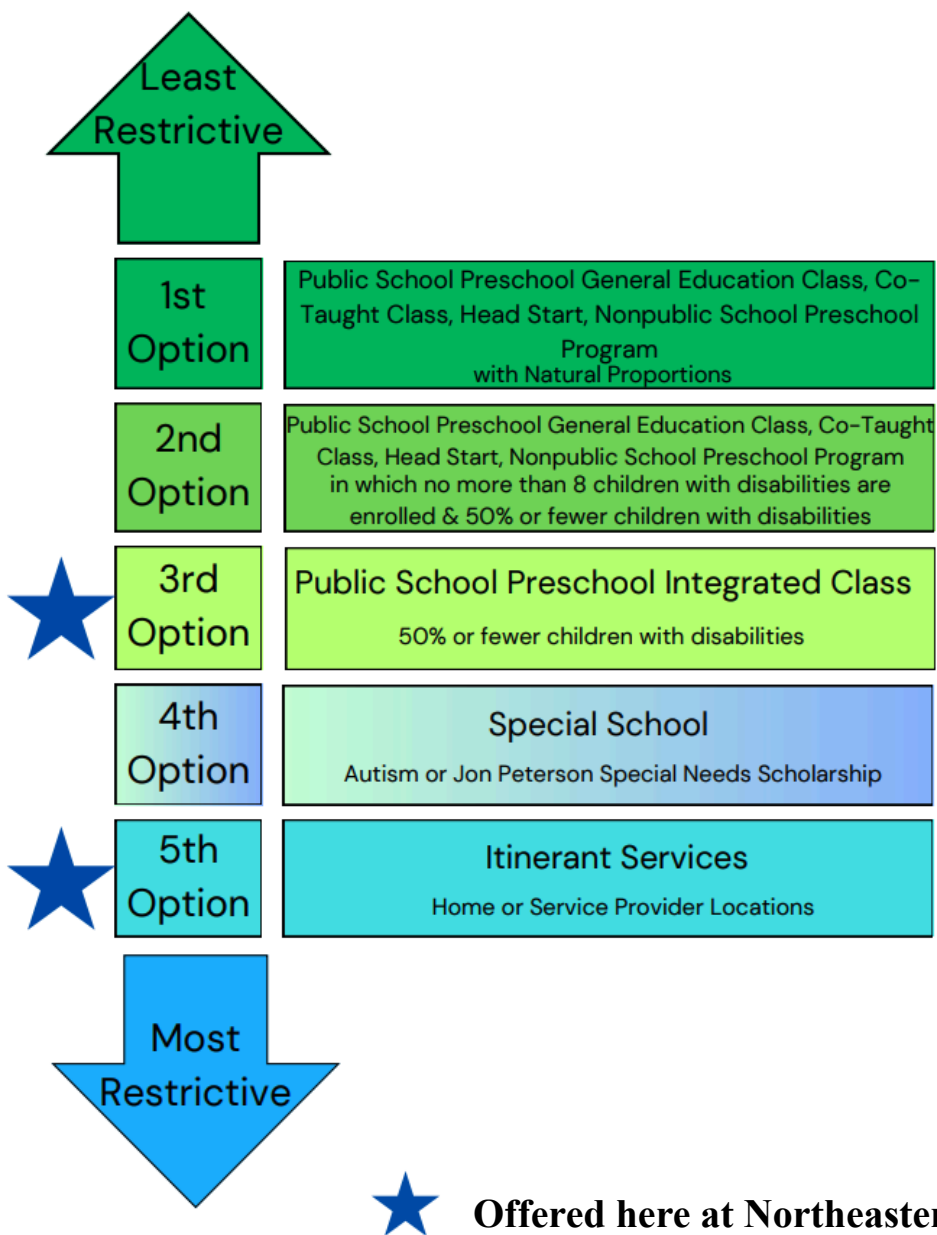 Least
Restrictive
1st
Option
Public School Preschool General Education Class, Co-
Taught Class, Head Start, Nonpublic School Preschool
Program
with Natural Proportions
2nd
Option
Public School Preschool General Education Class, Co-Taught
Class, Head Start, Nonpublic School Preschool Program
in which no more than 8 children with disabilities are
enrolled & 50% or fewer children with disabilities
3rd
Option
Public School Preschool Integrated Class
50% or fewer children with disabilities
4th
Option
Special School
Autism or Jon Peterson Special Needs Scholarship
5th
Option
Itinerant Services
Home or Service Provider Locations
Most
Restrictive
Offered here at Northeaster